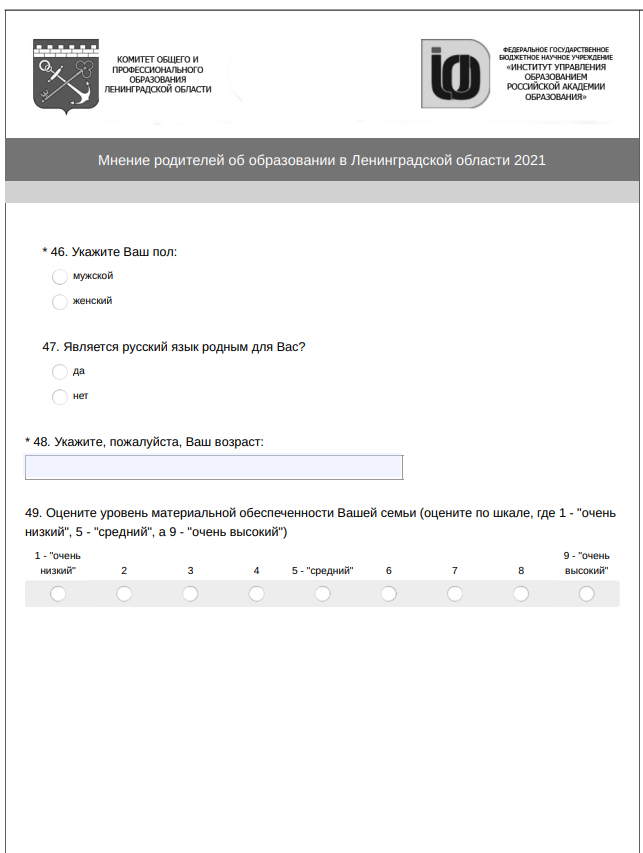 КОМИТЕТ ОБЩЕГО И
ПРОФЕССИОНАЛЬНОГО
ОБРАЗОВАНИЯ
ЛЕНИНГРАДСКОЙ ОБЛАСТИ
ФЕДЕРАЛЬНОЕ ГОСУДАРСТВЕННОЕ
БЮДЖЕТНОЕ НАУЧНОЕ УЧРЕЖДЕНИЕ
«ИНСТИТУТ УПРАВЛЕНИЯ
ОБРАЗОВАНИЕМ
РОССИЙСКОЙ АКАДЕМИИ
ОБРАЗОВАНИЯ»
Мнение родителей об образовании в Ленинградской области 2021
* 46. Укажите Ваш пол:
мужской
женский
47. Является русский язык родным для Вас?
да
нет
* 48. Укажите, пожалуйста, Ваш возраст:
49. Оцените уровень материальной обеспеченности Вашей семьи (оцените по шкале, где 1 - "очень
низкий", 5 - "средний", а 9 - "очень высокий")
1 - "очень
низкий"
2
3
4
5 - "средний"
6
7
8
9 - "очень
высокий"